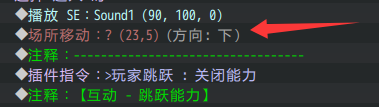 ◆播放 SE：Sound1 (90, 100, 0)
◆场所移动：? (23,5) (方向: 下)
◆注释：------------------------------
◆插件指令：>玩家跳跃 : 关闭能力
◆注释：【互动 - 跳跃能力】